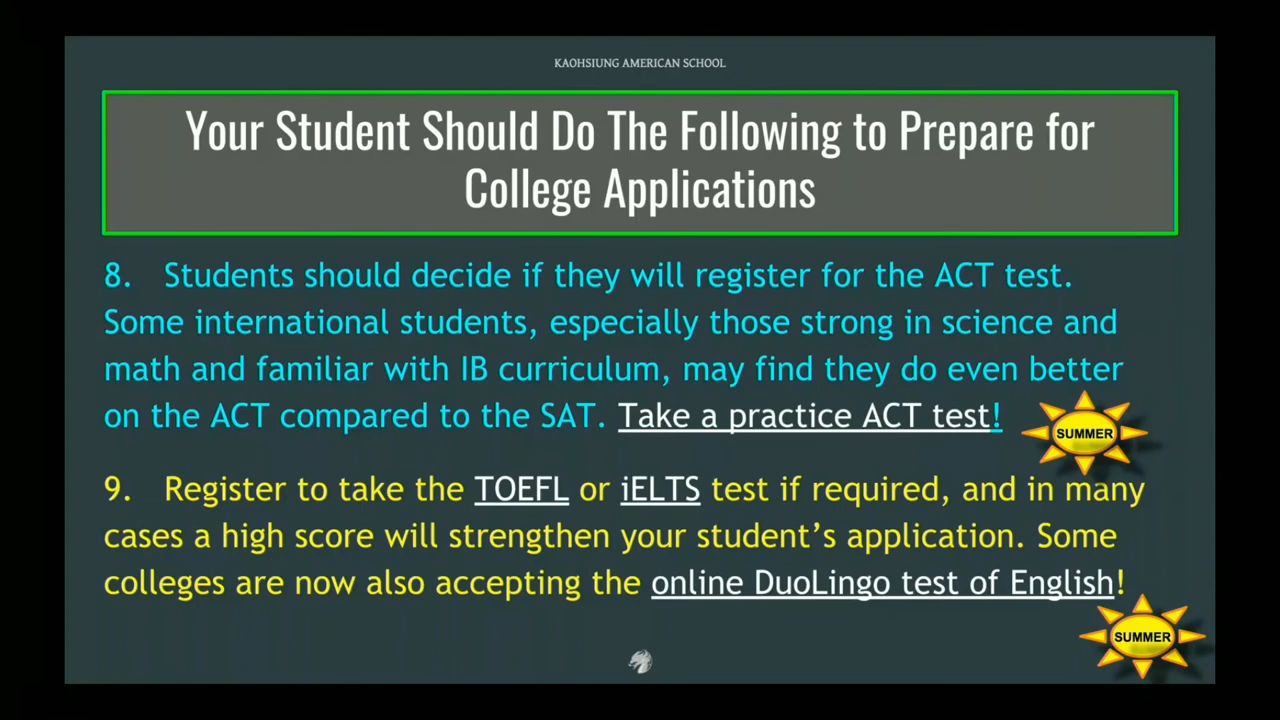 KAOHSIUNG AMERICAN SCHOOL
Your Student Should Do The Following to Prepare for
College Applications
8. Students should decide if they will register for the ACT test.
Some international students, especially those strong in science and
math and familiar with IB curriculum, may find they do even better
on the ACT compared to the SAT. Take a practice ACT test!
SUMMER
9. Register to take the TOEFL or iELTS test if required, and in many
cases a high score will strengthen your student’s application. Some
colleges are now also accepting the online DuoLingo test of English!
SUMMER